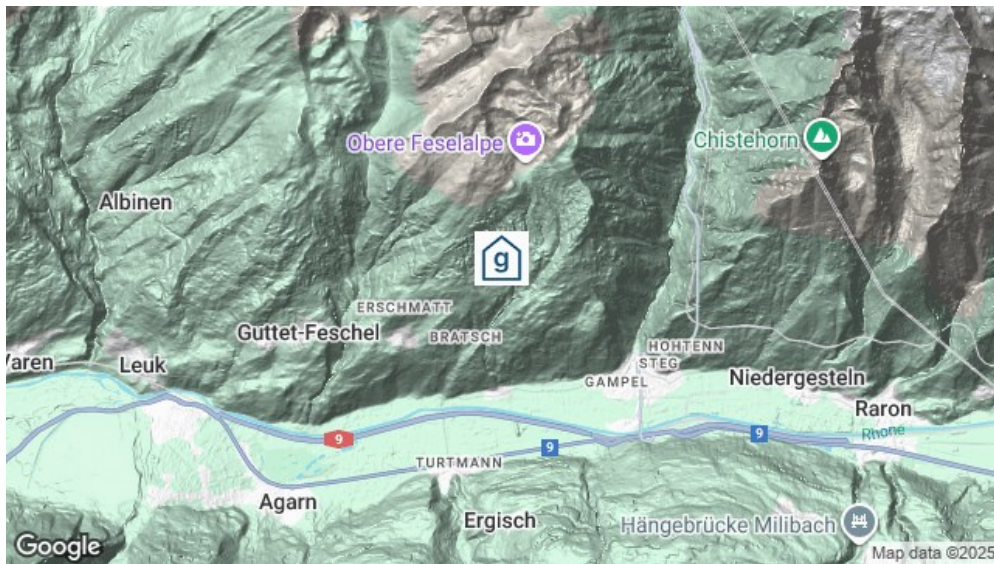 Obere Feselalpe
Chistehorn
Albinen
g
ERSCHMATT
Guttet-Feschel
BRATSCH
HOHTENN
STEG
Varen
Leuk
GAMPEL
Niedergesteln
Raron
Rhone
9
9
9
TURTMANN
Agarn
Ergisch
Hängebrücke Milibach
Google
Map data ©2025